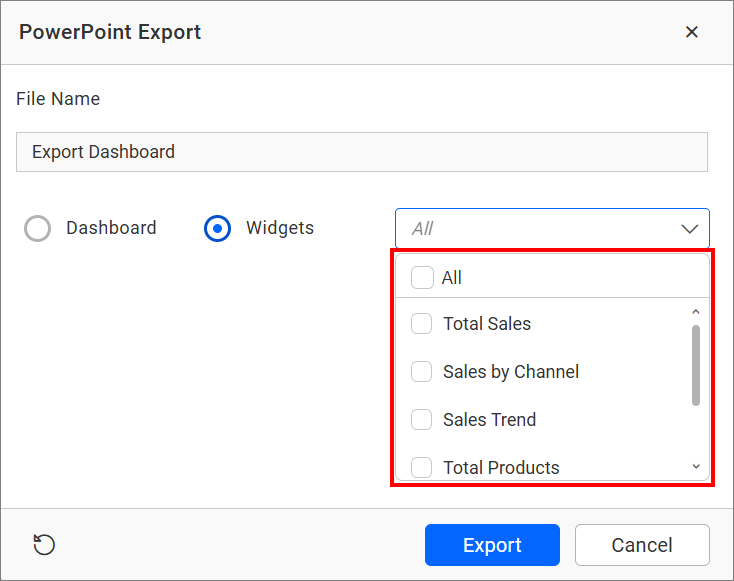 PowerPoint Export
File Name
Export Dashboard
Dashboard Widgets All
All
Total Sales
Sales by Channel
Sales Trend
Total Products
Export Cancel